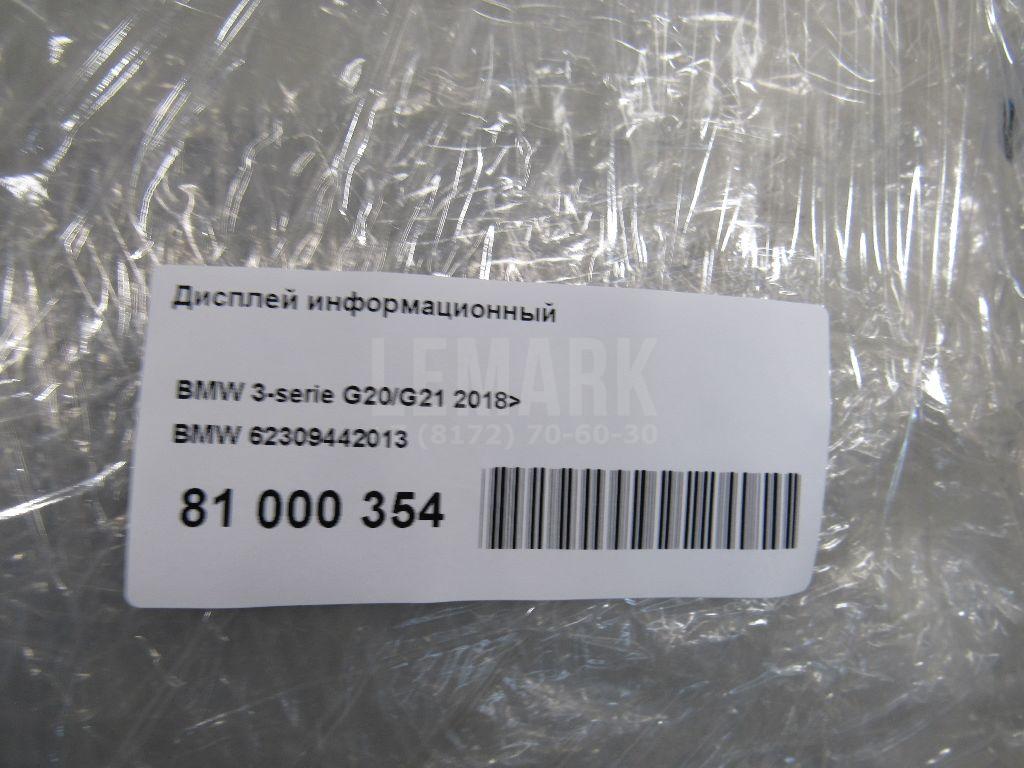 Дисплей информационный
LEMARK
BMW 3-serie G20/G21 2018>
BMW 62309442013
(8172) 70-60-30
81 000 354